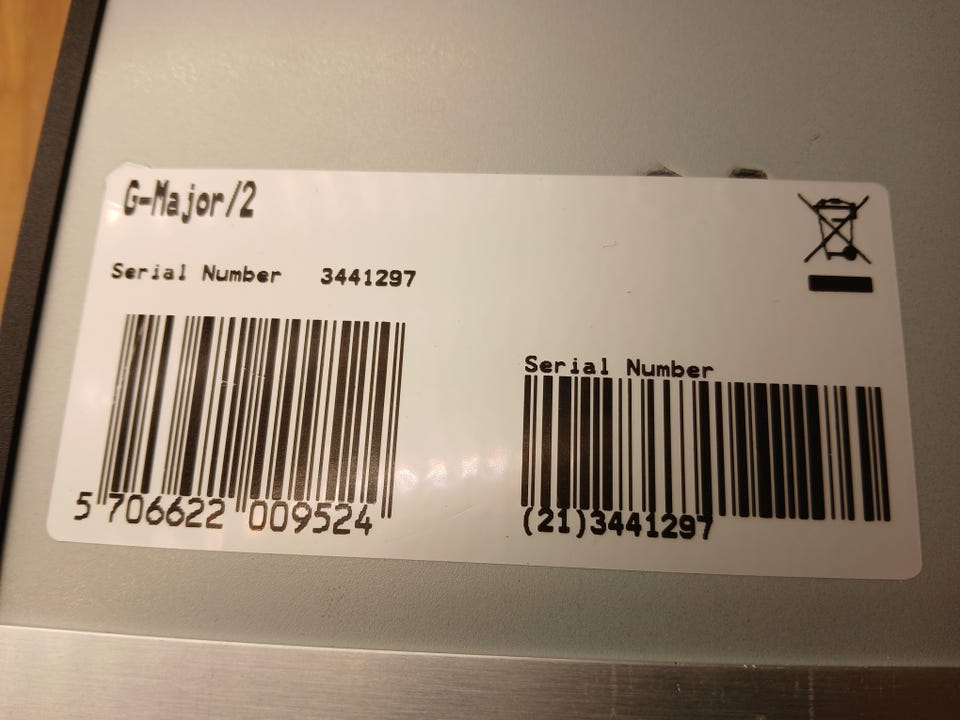 G-Major/2
Serial Number 3441297
Serial Number
5 706622 009524
(21)3441297